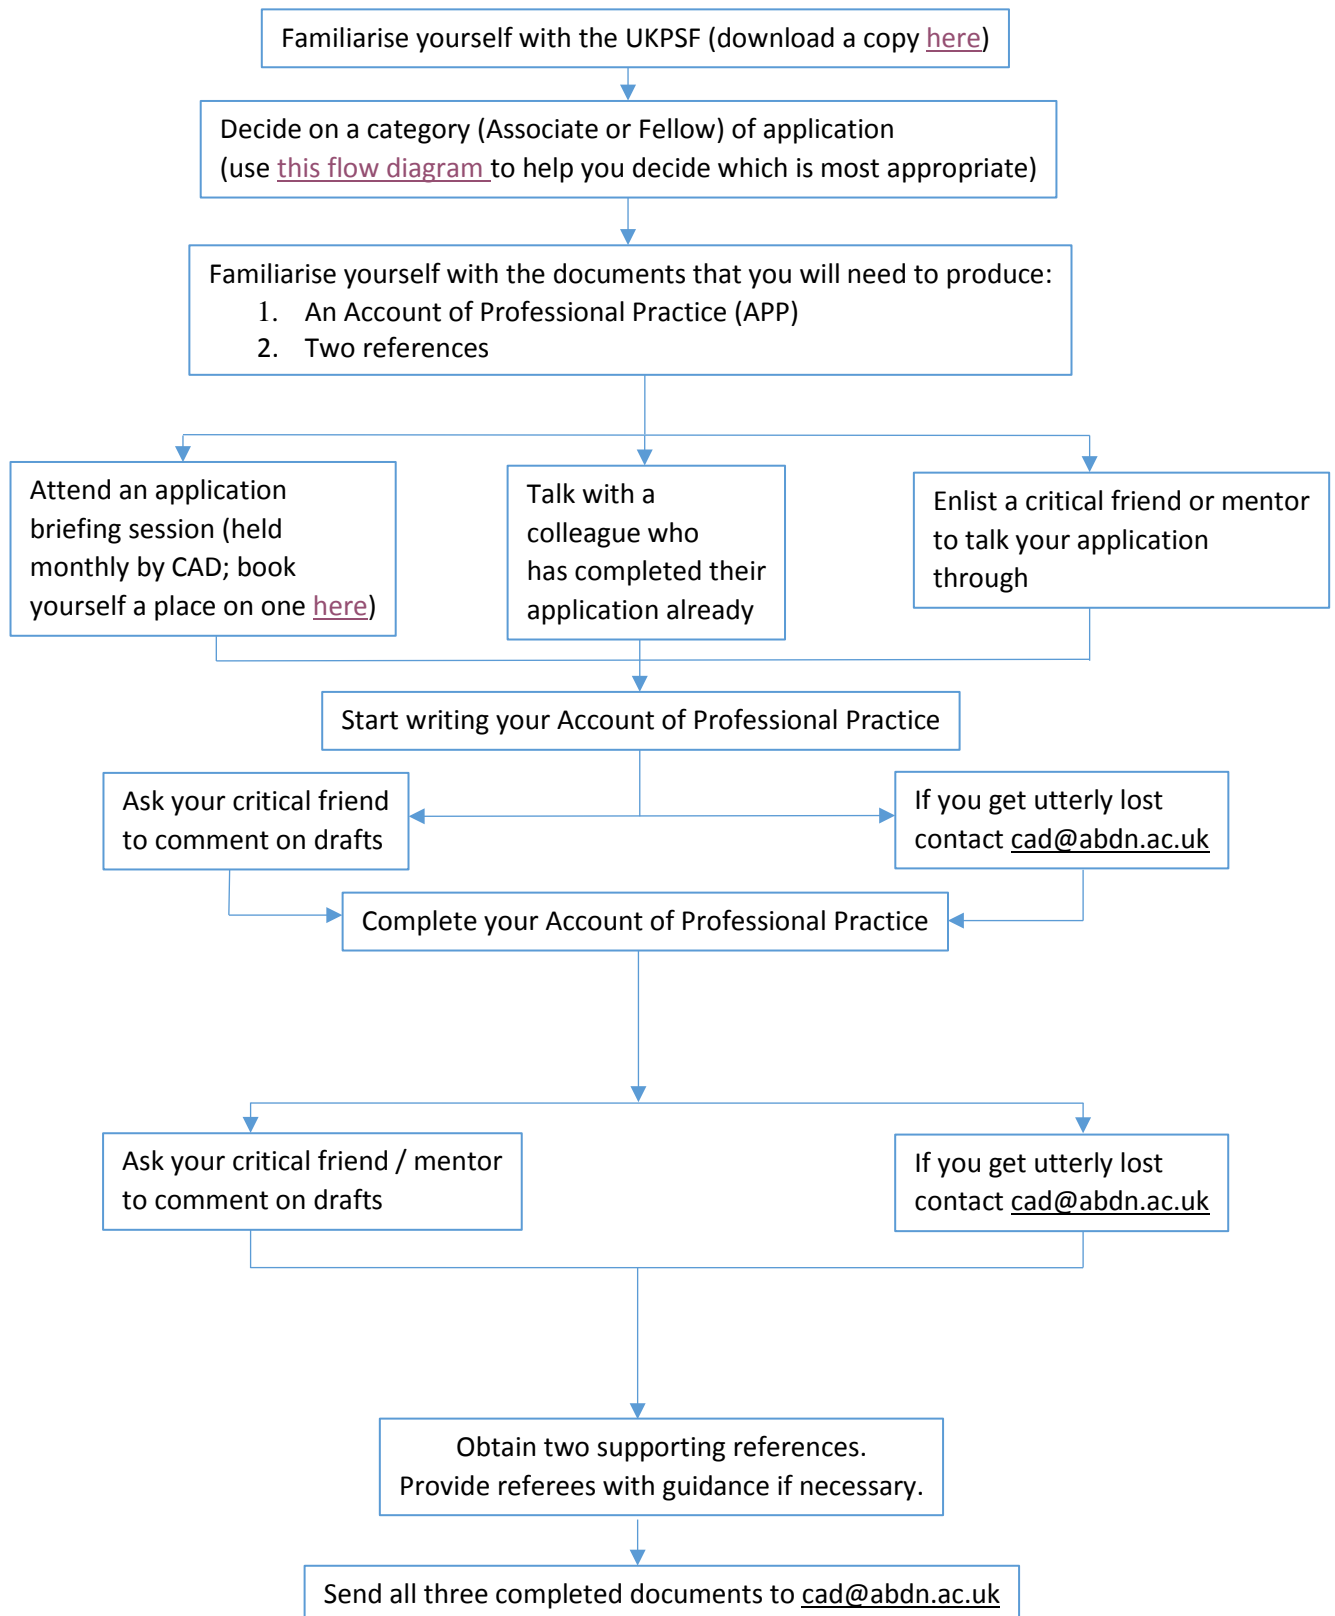 Familiarise yourself with the UKPSF (download a copy here)
Decide on a category (Associate or Fellow) of application
(use this flow diagram to help you decide which is most appropriate)
Familiarise yourself with the documents that you will need to produce:
1. An Account of Professional Practice (APP)
2. Two references
Attend an application
briefing session (held
monthly by CAD; book
yourself a place on one here)
Talk with a
colleague who
has completed their
application already
Enlist a critical friend or mentor
to talk your application
through
Start writing your Account of Professional Practice
Ask your critical friend
to comment on drafts
If you get utterly lost
contact cad@abdn.ac.uk
Complete your Account of Professional Practice
Ask your critical friend / mentor
to comment on drafts
If you get utterly lost
contact cad@abdn.ac.uk
Obtain two supporting references.
Provide referees with guidance if necessary.
Send all three completed documents to cad@abdn.ac.uk